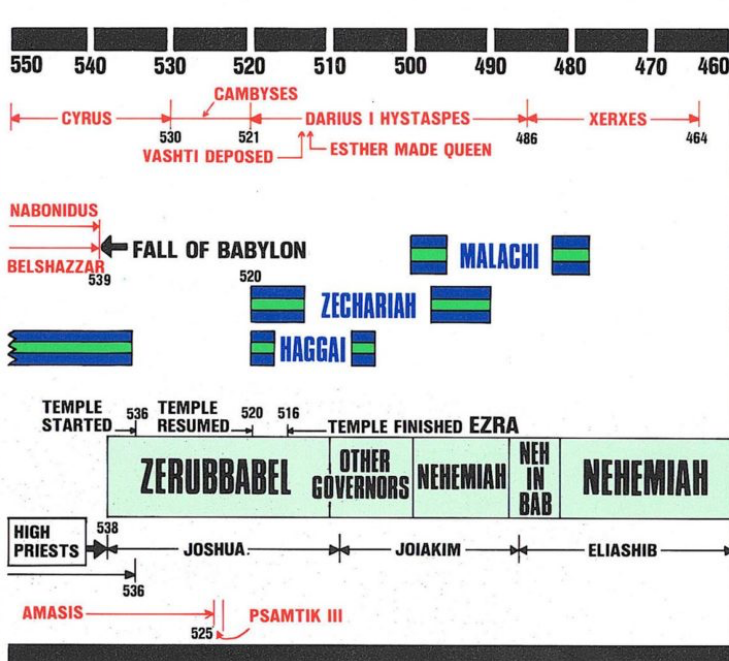 550 540 530 520 510 500 490 480 470 460
CAMBYSES
CYRUS DARIUS I HYSTASPES XERXES
530 521 486 464
VASHTI DEPOSED ESTHER MADE QUEEN
NABONIDUS
FALL OF BABYLON
BELSHAZZAR
539
MALACHI
520
ZECHARIAH
HAGGAI
TEMPLE STARTED 536 TEMPLE RESUMED 520 516 TEMPLE FINISHED EZRA
ZERUBBABEL
OTHER
GOVERNORS
NEHEMIAH
NEH
IN
BAB
NEHEMIAH
HIGH
PRIESTS
538
JOSHUA JOIAKIM ELIASHIB
536
AMASIS PSAMTIK III
525